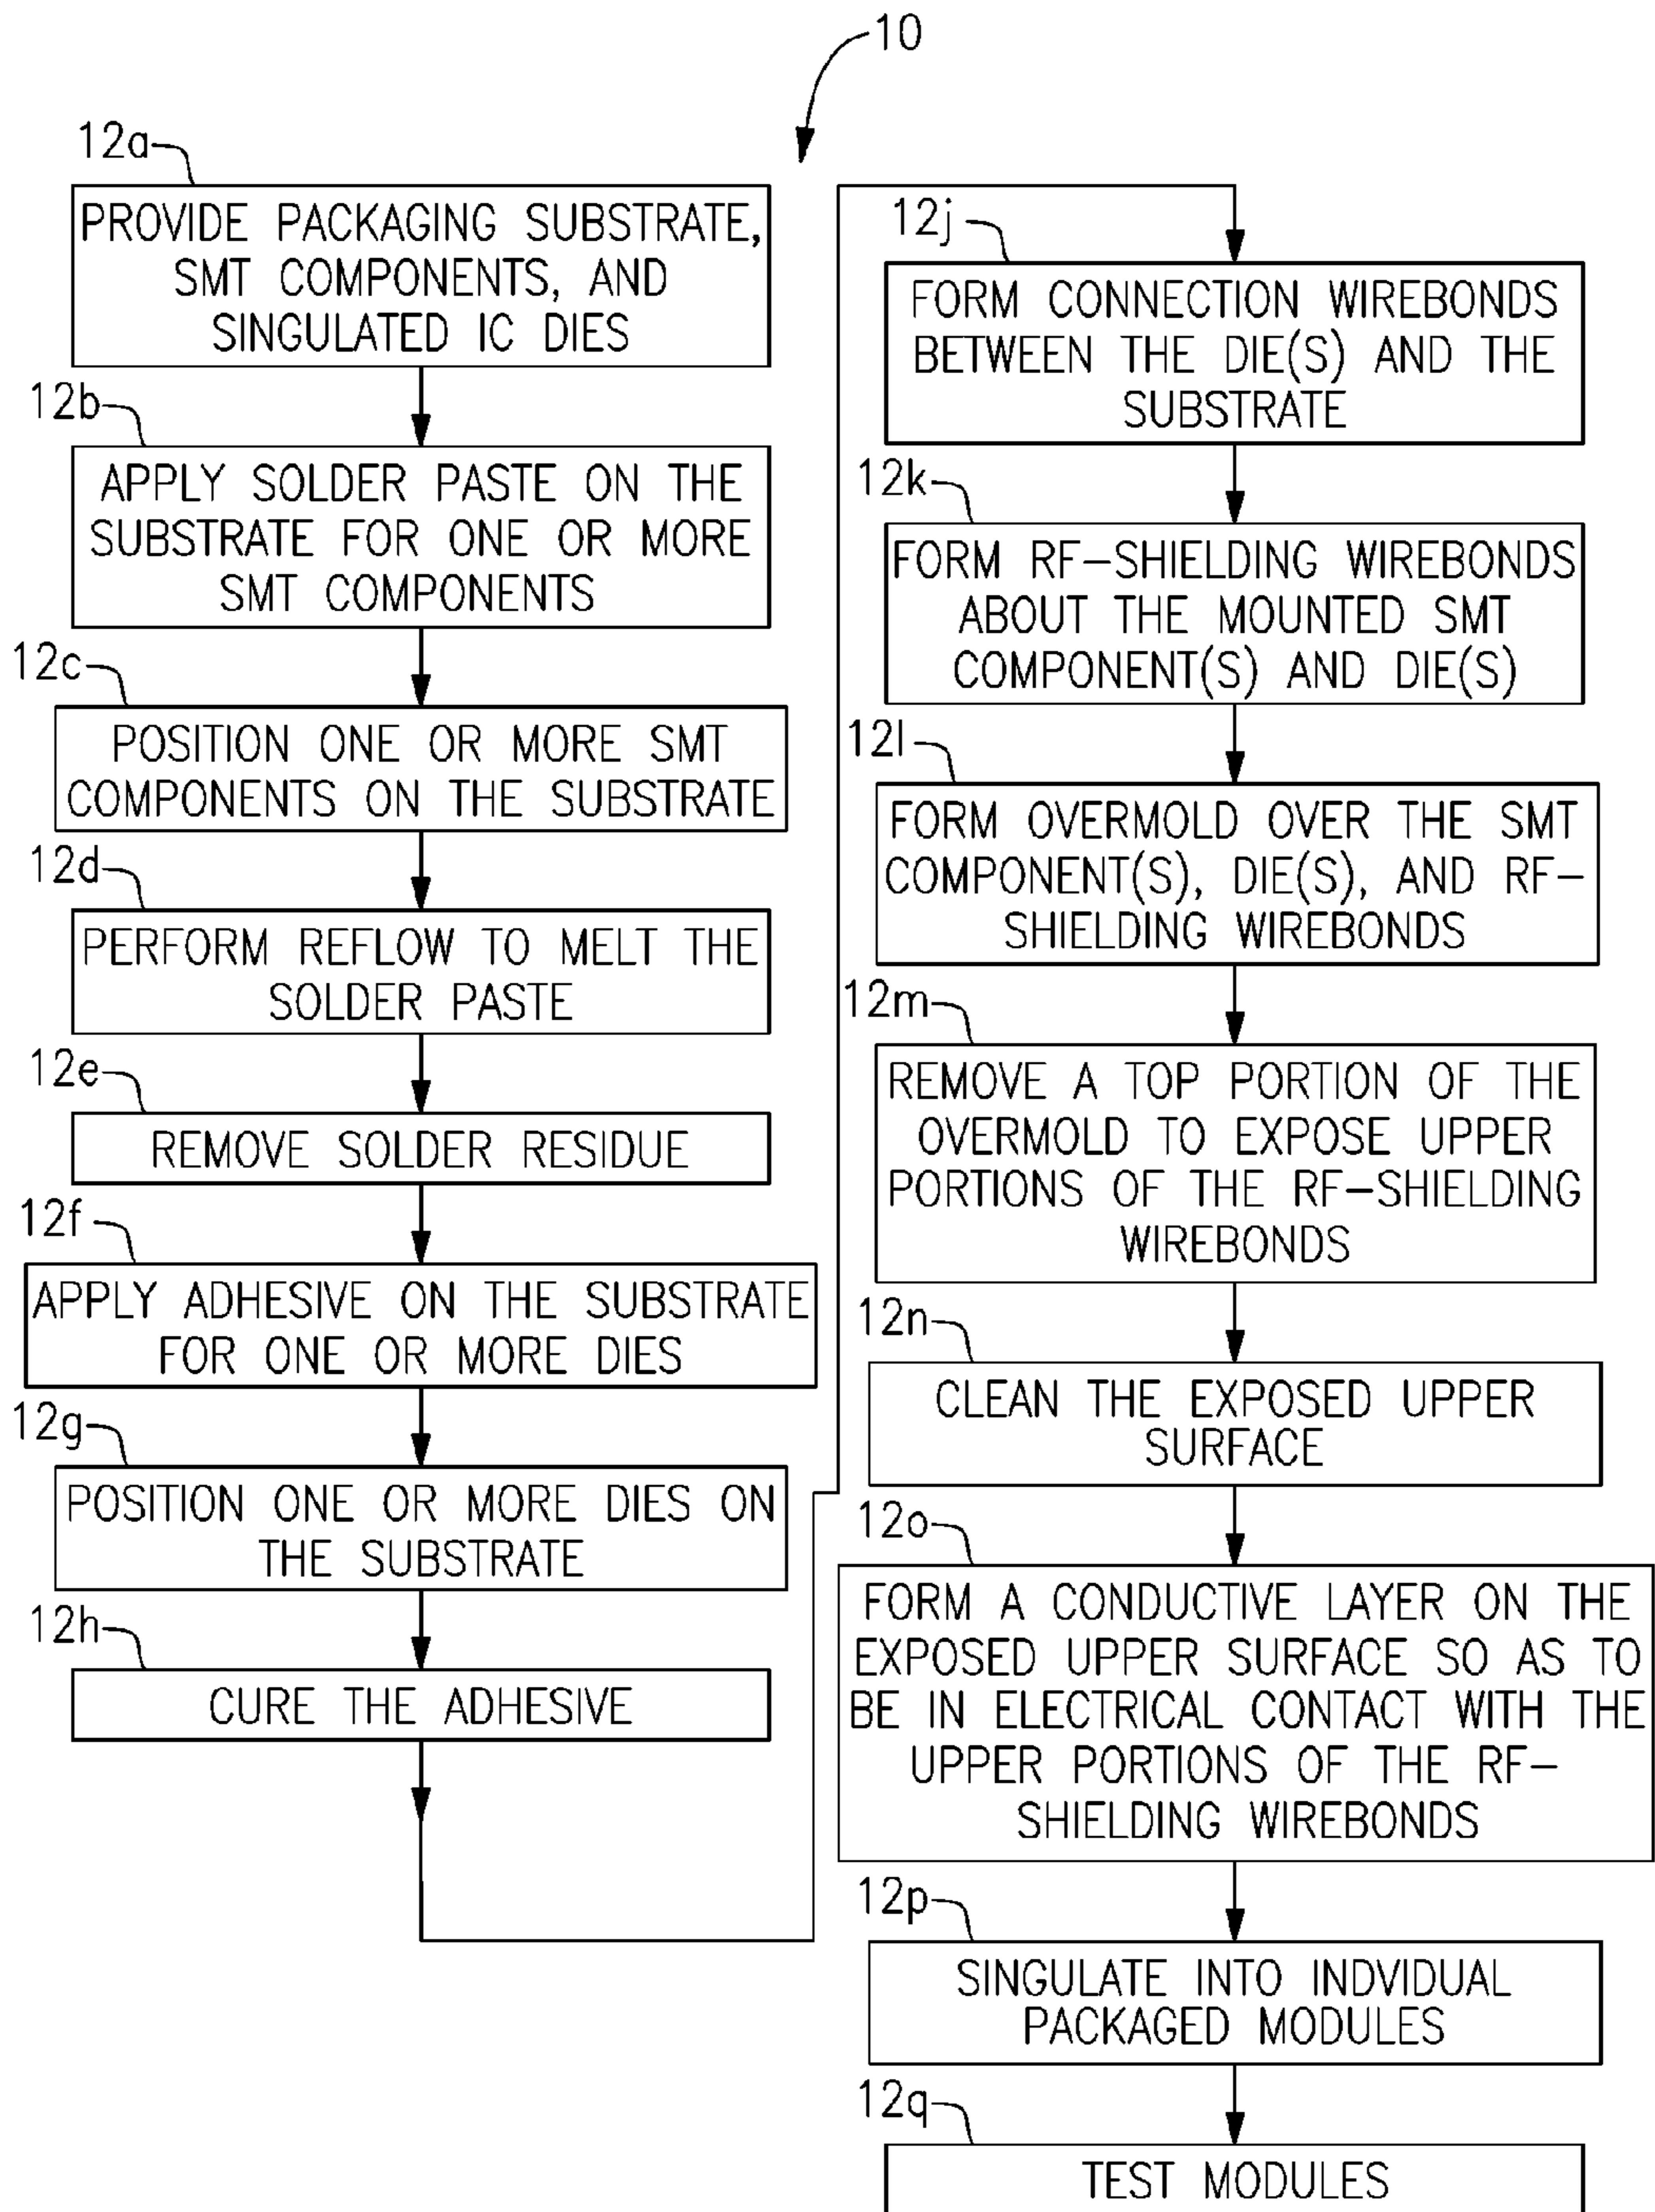 10
12a
PROVIDE PACKAGING SUBSTRATE,
SMT COMPONENTS, AND
SINGULATED IC DIES
12b
APPLY SOLDER PASTE ON THE
SUBSTRATE FOR ONE OR MORE
SMT COMPONENTS
12c
POSITION ONE OR MORE SMT
COMPONENTS ON THE SUBSTRATE
12d
PERFORM REFLOW TO MELT THE
SOLDER PASTE
12e
REMOVE SOLDER RESIDUE
12f
APPLY ADHESIVE ON THE SUBSTRATE
FOR ONE OR MORE DIES
12g
POSITION ONE OR MORE DIES ON
THE SUBSTRATE
12h
CURE THE ADHESIVE
12j
FORM CONNECTION WIREBONDS
BETWEEN THE DIE(S) AND THE
SUBSTRATE
12k
FORM RF-SHIELDING WIREBONDS
ABOUT THE MOUNTED SMT
COMPONENT(S) AND DIE(S)
12l
FORM OVERMOLD OVER THE SMT
COMPONENT(S), DIE(S), AND RF-
SHIELDING WIREBONDS
12m
REMOVE A TOP PORTION OF THE
OVERMOLD TO EXPOSE UPPER
PORTIONS OF THE RF-SHIELDING
WIREBONDS
12n
CLEAN THE EXPOSED UPPER
SURFACE
12o
FORM A CONDUCTIVE LAYER ON THE
EXPOSED UPPER SURFACE SO AS TO
BE IN ELECTRICAL CONTACT WITH THE
UPPER PORTIONS OF THE RF-
SHIELDING WIREBONDS
12p
SINGULATE INTO INDVIDUAL
PACKAGED MODULES
12q
TEST MODULES